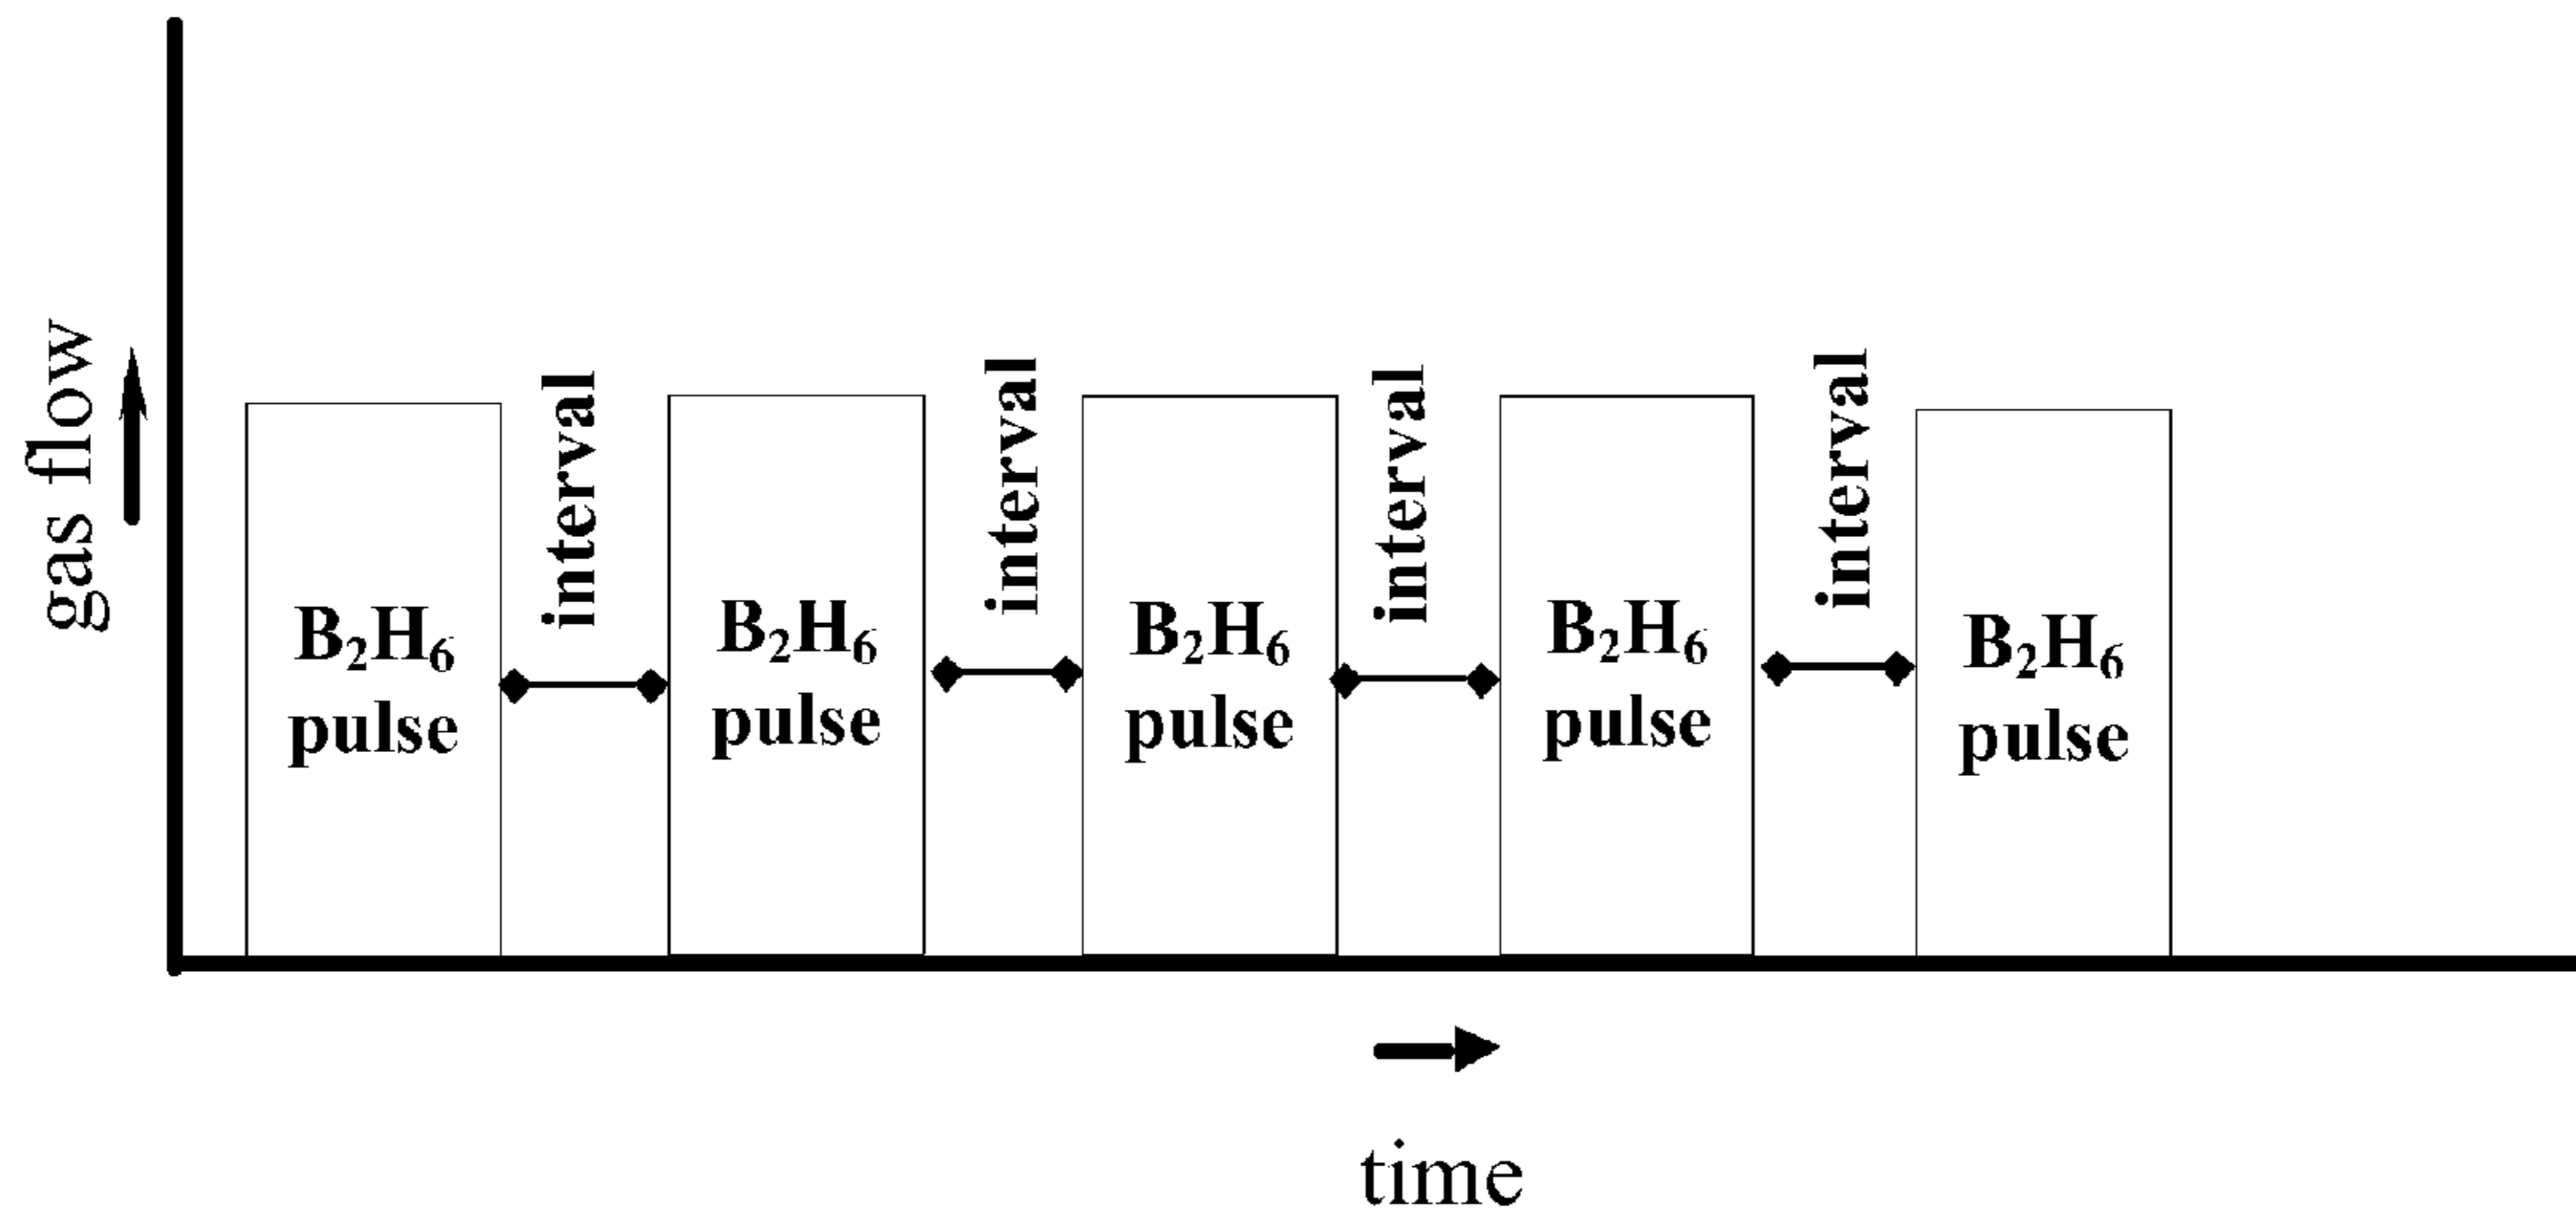 gas flow
B₂H₆
pulse
interval
B₂H₆
pulse
interval
B₂H₆
pulse
interval
B₂H₆
pulse
interval
B₂H₆
pulse
time